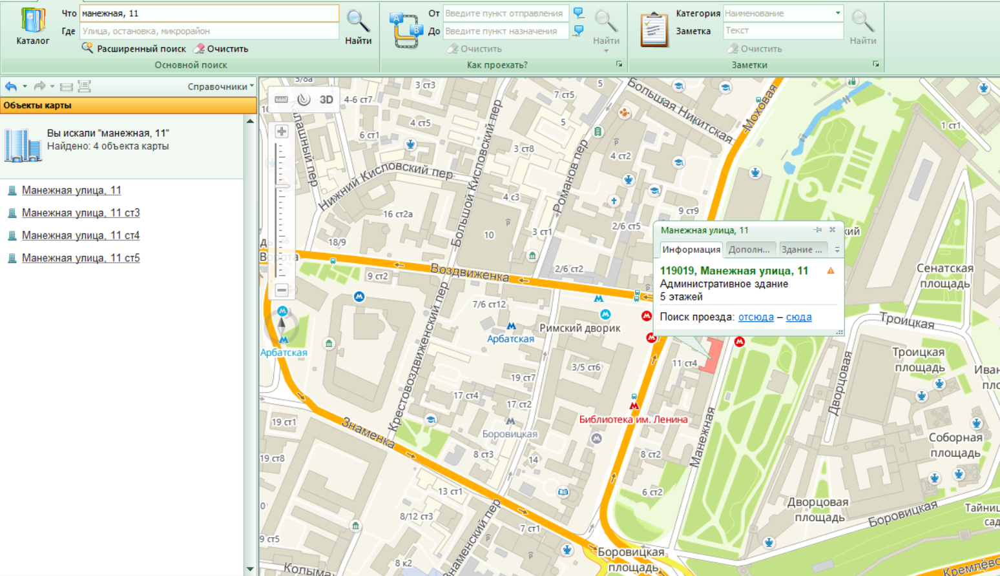 Что
манежная, 11
Где
Улица, остановка, микрорайон
Каталог
Найти
Расширенный поиск
Очистить
Основной поиск
От
Введите пункт отправления
До
Введите пункт назначения
Найти
Очистить
Как проехать?
Категория
Наименование
Заметка
Текст
Найти
Очистить
Заметки
Справочники
Объекты карты
Вы искали "манежная, 11"
Найдено: 4 объекта карты
Манежная улица, 11
Манежная улица, 11 ст3
Манежная улица, 11 ст4
Манежная улица, 11 ст5
3D
5/8а
3 ст3
4-6 ст7
7 ст5
5
Большая Никитская
Моховая
1 ст1
4 ст5
5
6 ст1
3 ст8
4 ст2
Нижний Кисловский пер
Большой Кисловский пер
Романов пер
4 с3
16 ст2а
9 ст9
10
3 ст1
2/6 ст5
18/9
Воздвиженка
2/6 ст2
9 ст2
Манежная улица, 11
Информация
Дополн...
Здание ...
119019, Манежная улица, 11
Административное здание
5 этажей
Поиск проезда: отсюда – сюда
кий
Сенатская
площадь
7/6 ст12
Крестовоздвиженский пер
Арбатская
Римский дворик
Троицкая
Арбатская
11 ст4
Троицкая
площадь
3/5 ст6
Дворцовая
Иван
пло
19 ст7
17 ст4
17 ст2
Библиотека им. Ленина
19 ст1
Знаменка
Боровицкая
Манежная
Соборная
площадь
19 ст8
8 ст3
14
8 ст2
13 ст1
6 ст2
Дворцовая
площадь
Боровицкая
Тайниц
сад
8/12 ст3
7 ст1
9 ст5
Знаменский пер
Боровицкая
площадь
8 к2
Колыма
Кремлёвс